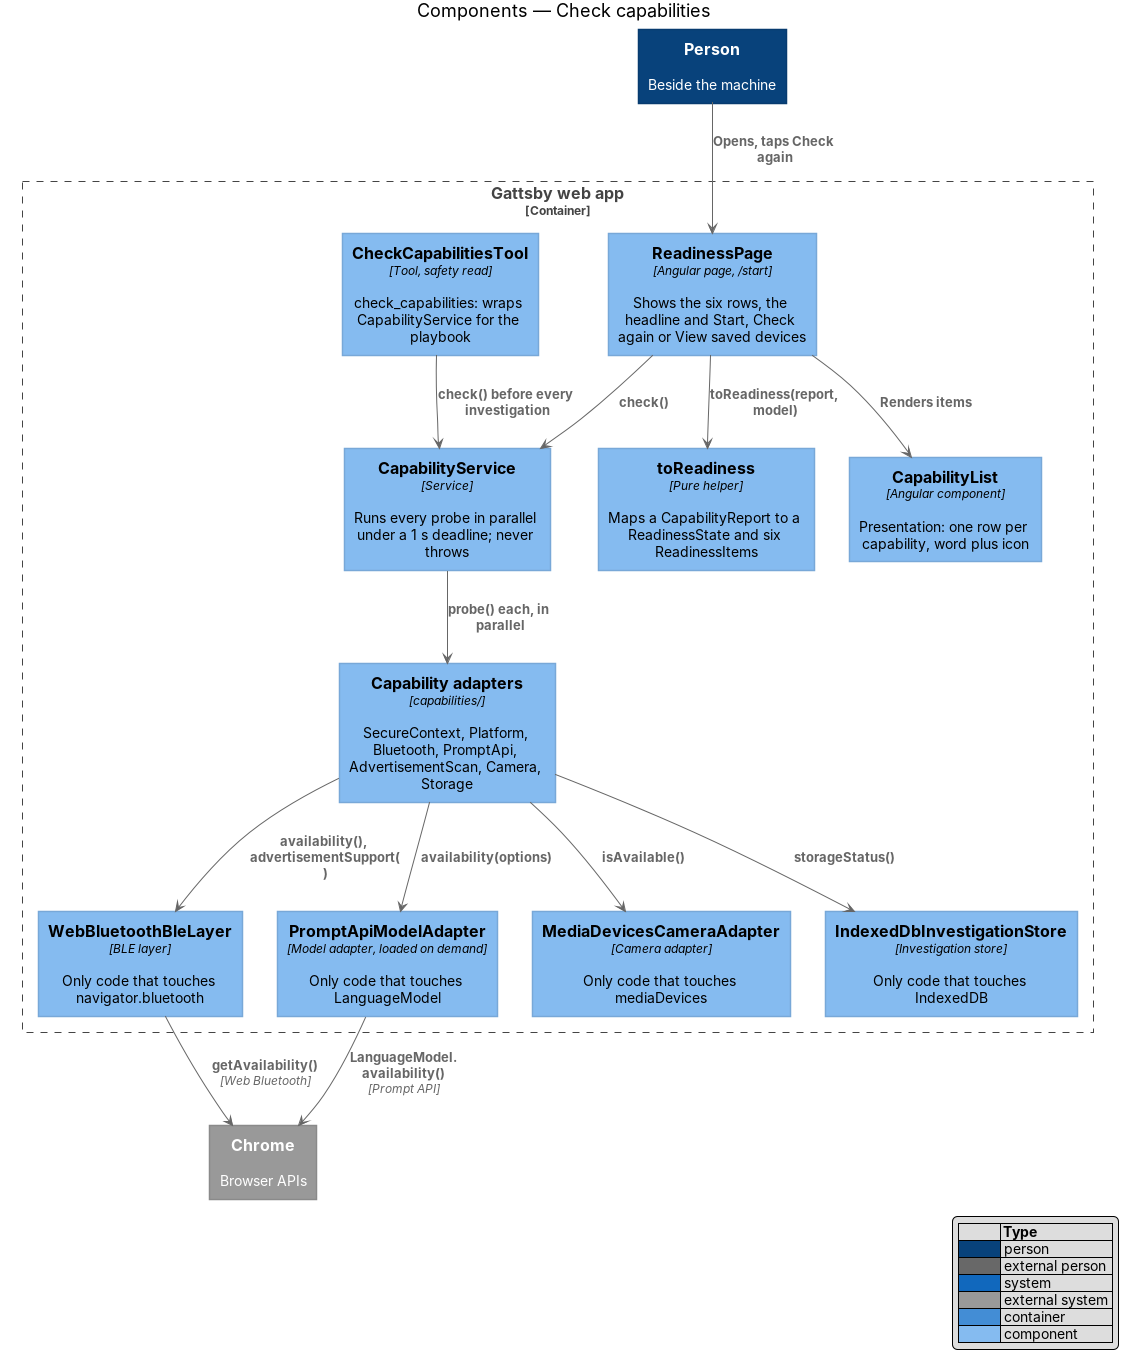 Components — Check capabilities
Person
Beside the machine
Opens, taps Check
again
Gattsby web app
[Container]
CheckCapabilitiesTool
[Tool, safety read]
check_capabilities: wraps
CapabilityService for the
playbook
ReadinessPage
[Angular page, /start]
Shows the six rows, the
headline and Start, Check
again or View saved devices
check() before every
investigation
check()
toReadiness(report,
model)
Renders items
CapabilityService
[Service]
Runs every probe in parallel
under a 1 s deadline; never
throws
toReadiness
[Pure helper]
Maps a CapabilityReport to a
ReadinessState and six
ReadinessItems
CapabilityList
[Angular component]
Presentation: one row per
capability, word plus icon
probe() each, in
parallel
Capability adapters
[capabilities/]
SecureContext, Platform,
Bluetooth, PromptApi,
AdvertisementScan, Camera,
Storage
availability(),
advertisementSupport(
)
availability(options)
isAvailable()
storageStatus()
WebBluetoothBleLayer
[BLE layer]
Only code that touches
navigator.bluetooth
PromptApiModelAdapter
[Model adapter, loaded on demand]
Only code that touches
LanguageModel
MediaDevicesCameraAdapter
[Camera adapter]
Only code that touches
mediaDevices
IndexedDbInvestigationStore
[Investigation store]
Only code that touches
IndexedDB
getAvailability()
[Web Bluetooth]
LanguageModel.
availability()
[Prompt API]
Chrome
Browser APIs
Type
person
external person
system
external system
container
component